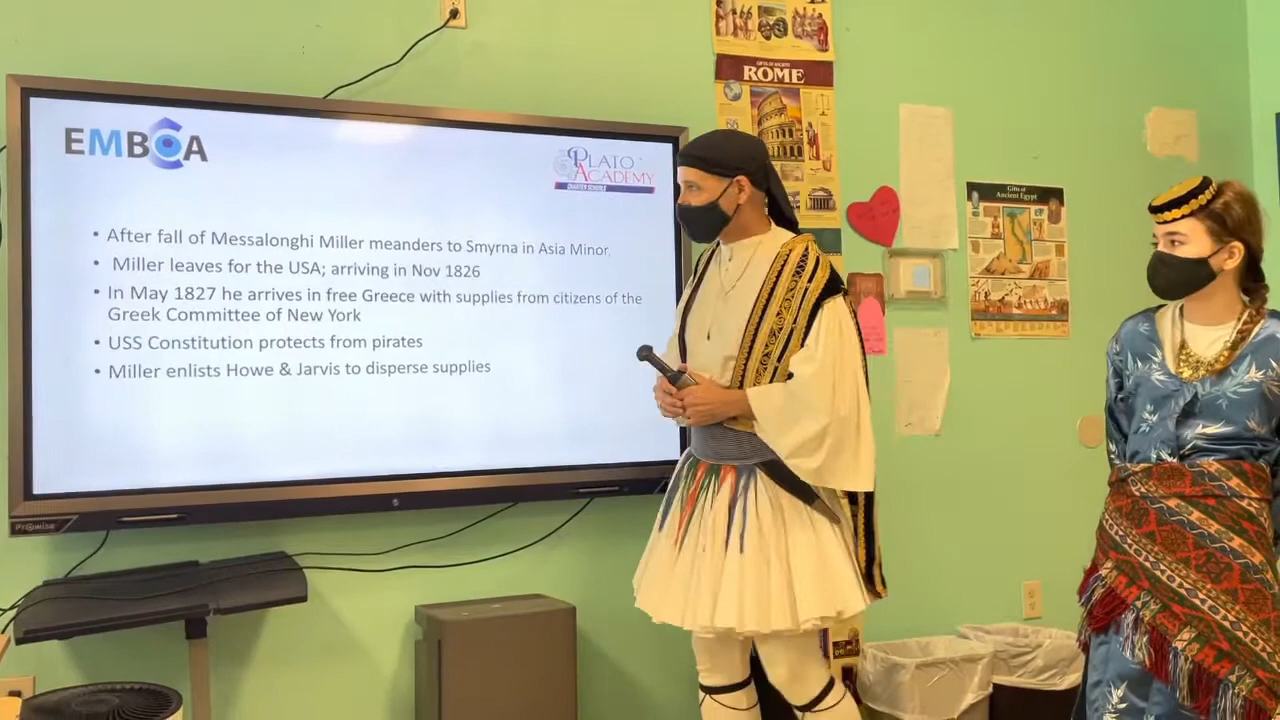 EMBCA
PLATO
ACADEMY
CHARTER SCHOOLS
• After fall of Messalonghi Miller meanders to Smyrna in Asia Minor.
• Miller leaves for the USA; arriving in Nov 1826
• In May 1827 he arrives in free Greece with supplies from citizens of the
Greek Committee of New York
• USS Constitution protects from pirates
• Miller enlists Howe & Jarvis to disperse supplies
Promise
GIFTS OF ANCIENT
ROME
Gifts of
Ancient Egypt